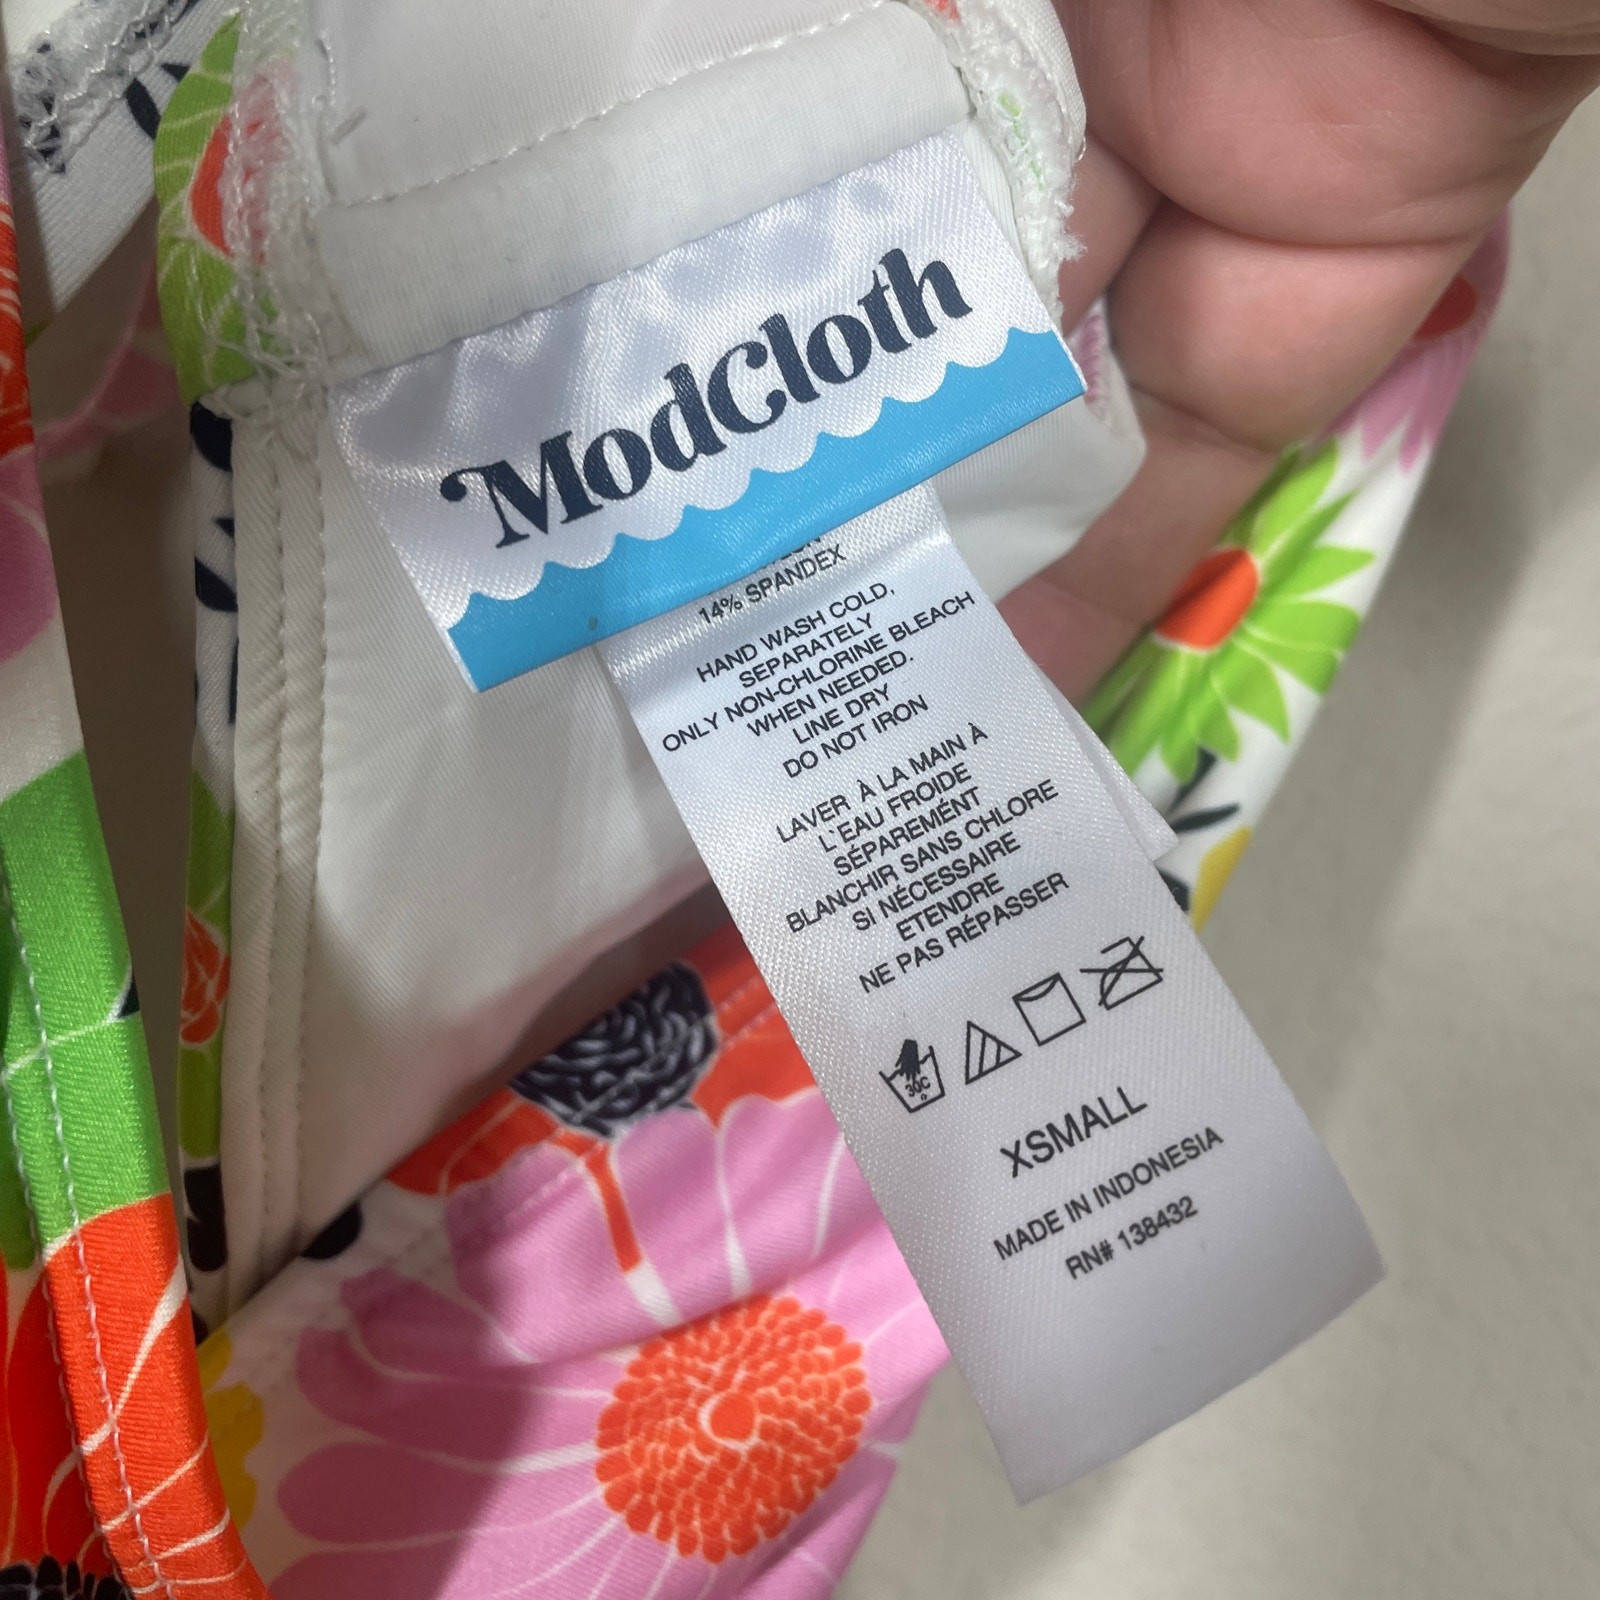 ModCloth
14% SPANDEX
HAND WASH COLD,
SEPARATELY
ONLY NON-CHLORINE BLEACH
WHEN NEEDED.
LINE DRY
DO NOT IRON
LAVER À LA MAIN À
L`EAU FROIDE
SÉPARÉMENT
BLANCHIR SANS CHLORE
SI NÉCESSAIRE
ETENDRE
NE PAS RÉPASSER
30C
XSMALL
MADE IN INDONESIA
RN# 138432